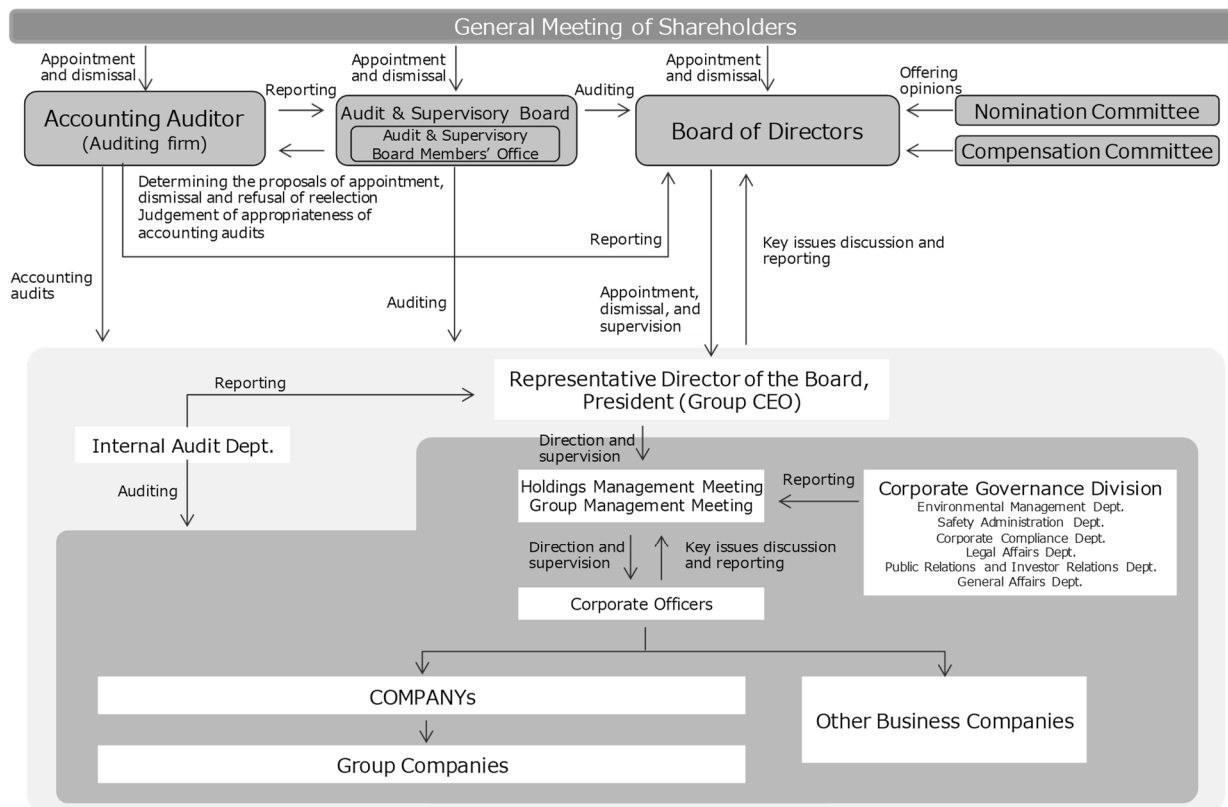 General Meeting of Shareholders
Appointment
and dismissal
Appointment
and dismissal
Appointment
and dismissal
Reporting
Auditing
Offering
opinions
Accounting Auditor
(Auditing firm)
Audit & Supervisory Board
Audit & Supervisory
Board Members' Office
Board of Directors
Nomination Committee
Compensation Committee
Determining the proposals of appointment,
dismissal and refusal of reelection
Judgement of appropriateness of
accounting audits
Reporting
Key issues discussion and
reporting
Accounting
audits
Auditing
Appointment,
dismissal, and
supervision
Representative Director of the Board,
President (Group CEO)
Reporting
Internal Audit Dept.
Auditing
Direction and
supervision
Holdings Management Meeting
Group Management Meeting
Reporting
Corporate Governance Division
Environmental Management Dept.
Safety Administration Dept.
Corporate Compliance Dept.
Legal Affairs Dept.
Public Relations and Investor Relations Dept.
General Affairs Dept.
Direction and
supervision
Key issues discussion
and reporting
Corporate Officers
COMPANYs
Other Business Companies
Group Companies